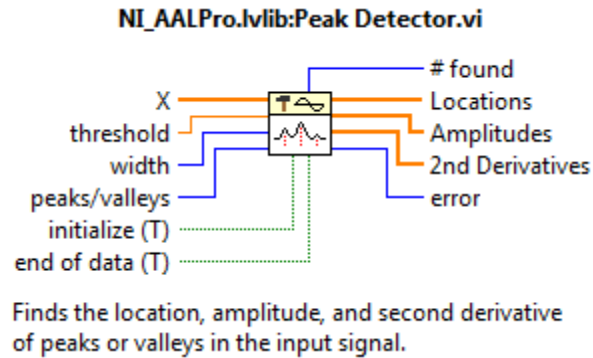 NI_AALPro.lvlib:Peak Detector.vi
# found
X
Locations
threshold
Amplitudes
width
2nd Derivatives
peaks/valleys
error
initialize (T)
end of data (T)
Finds the location, amplitude, and second derivative
of peaks or valleys in the input signal.